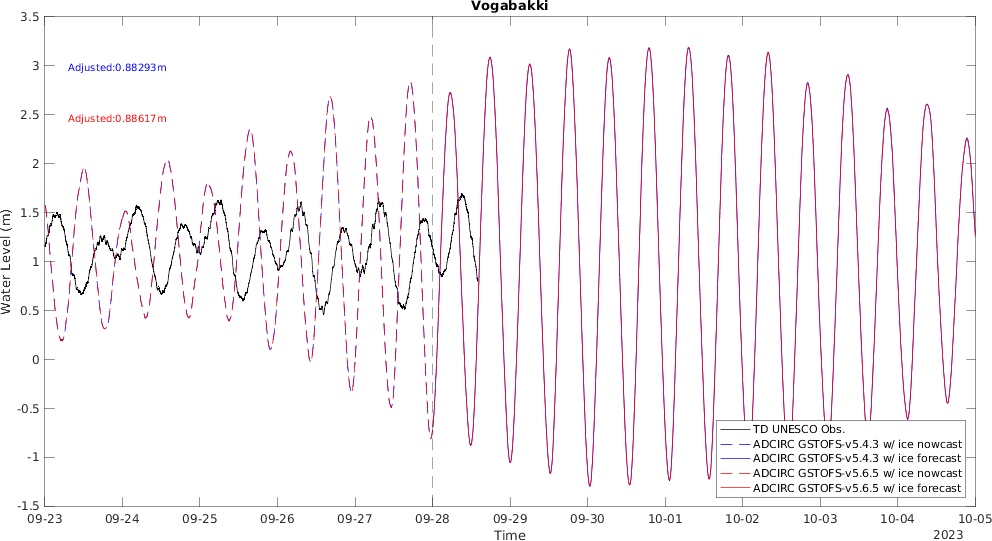 Vogabakki
3.5
3
2.5
2
1.5
1
0.5
0
-0.5
-1
-1.5
Water Level (m)
Adjusted:0.88293m
Adjusted:0.88617m
TD UNESCO Obs.
ADCIRC GSTOFS-v5.4.3 w/ ice nowcast
ADCIRC GSTOFS-v5.4.3 w/ ice forecast
ADCIRC GSTOFS-v5.6.5 w/ ice nowcast
ADCIRC GSTOFS-v5.6.5 w/ ice forecast
09-23 09-24 09-25 09-26 09-27 09-28 09-29 09-30 10-01 10-02 10-03 10-04 10-05
Time
2023